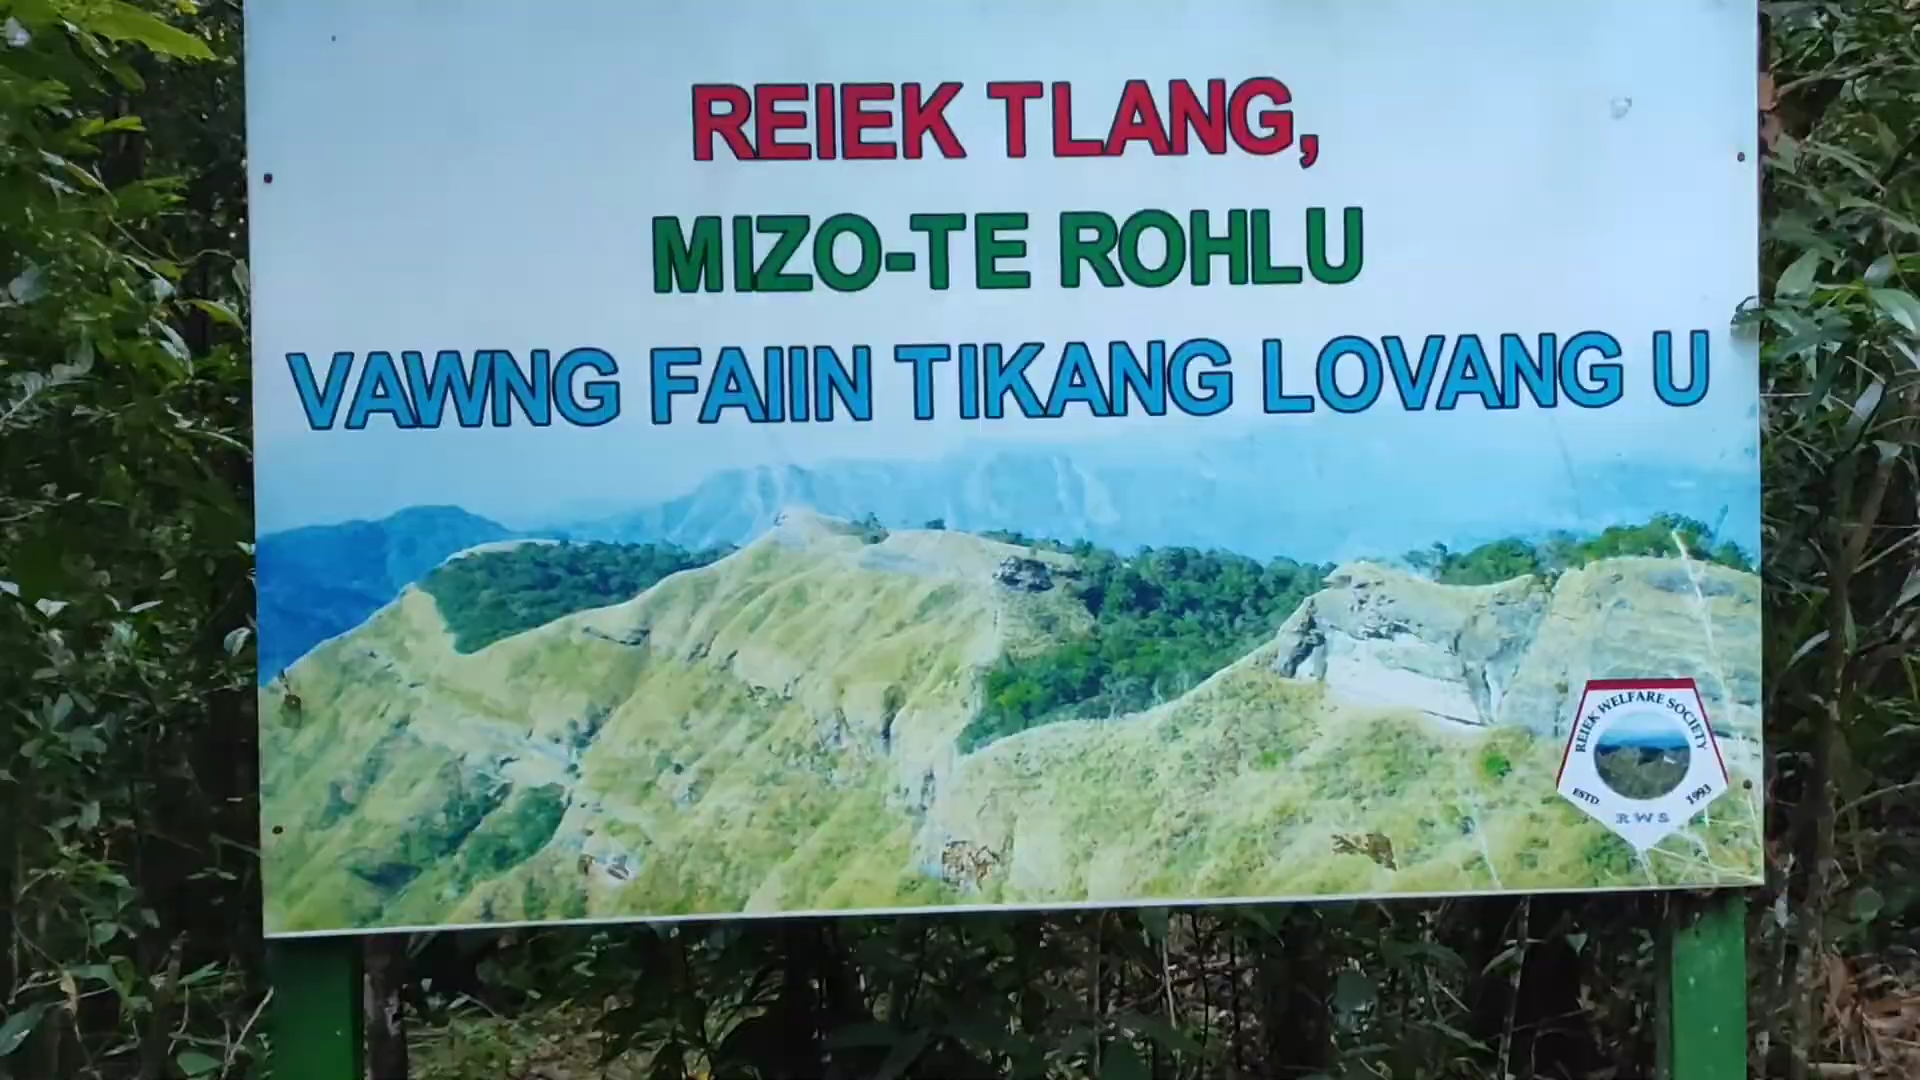 REIEK TLANG,
MIZO-TE ROHLU
VAWNG FAIIN TIKANG LOVANG U
REIEK WELFARE SOCIETY
ESTD 1993
RWS